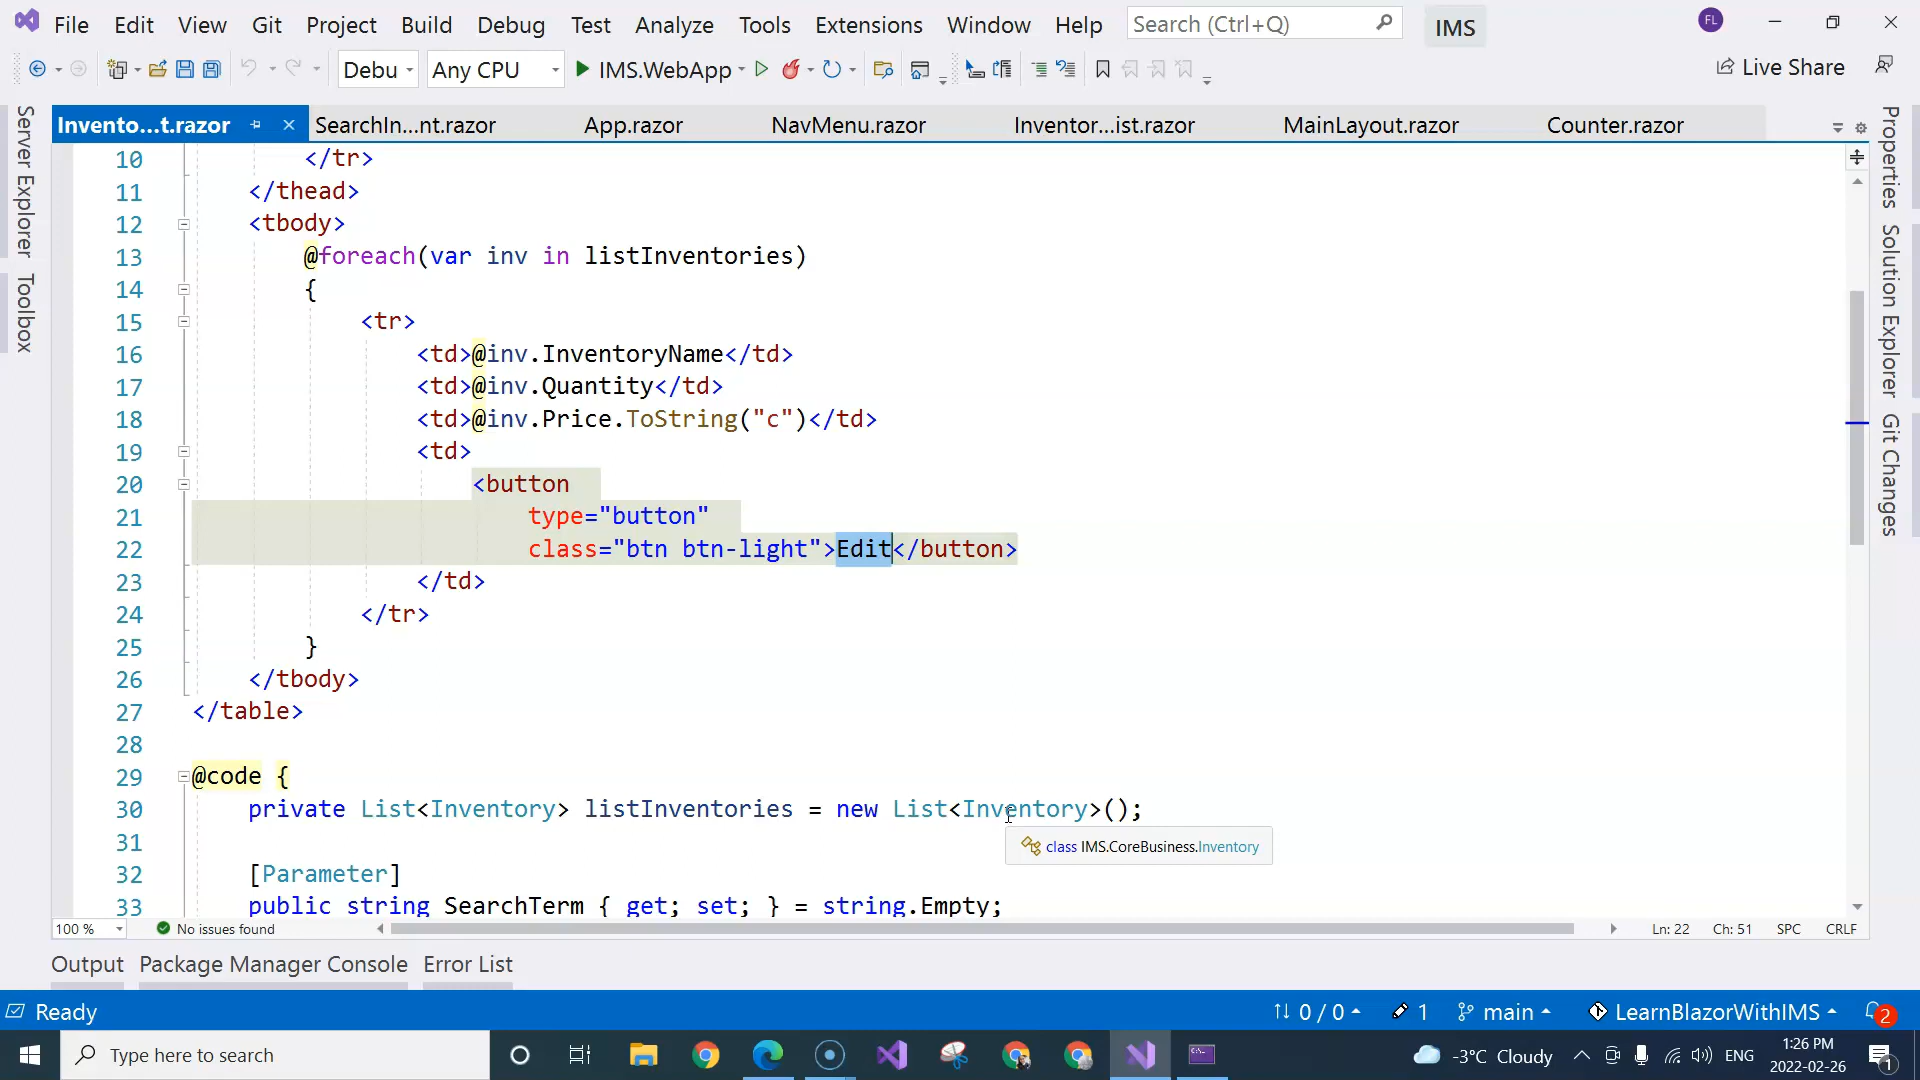 File Edit View Git Project Build Debug Test Analyze Tools Extensions Window Help Search (Ctrl+Q) IMS FL
Debu Any CPU IMS.WebApp Live Share
Invento...t.razor SearchIn...nt.razor App.razor NavMenu.razor Inventor...ist.razor MainLayout.razor Counter.razor
Server Explorer
Toolbox
Properties
Solution Explorer
Git Changes
10 </tr>
11 </thead>
12 <tbody>
13 @foreach(var inv in listInventories)
14 {
15 <tr>
16 <td>@inv.InventoryName</td>
17 <td>@inv.Quantity</td>
18 <td>@inv.Price.ToString("c")</td>
19 <td>
20 <button
21 type="button"
22 class="btn btn-light">Edit</button>
23 </td>
24 </tr>
25 }
26 </tbody>
27 </table>
28
29 @code {
30 private List<Inventory> listInventories = new List<Inventory>();
31
class IMS.CoreBusiness.Inventory
32 [Parameter]
33 public string SearchTerm { get; set; } = string.Empty;
100 % No issues found Ln: 22 Ch: 51 SPC CRLF
Output Package Manager Console Error List
Ready 0 / 0 1 main LearnBlazorWithIMS 2
Type here to search -3°C Cloudy ENG 1:26 PM 2022-02-26 1